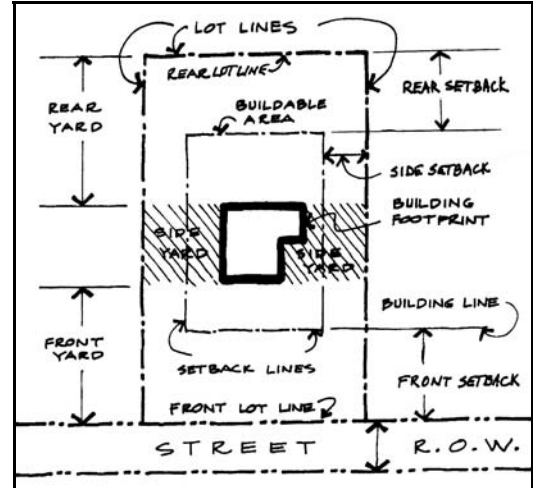 LOT LINES
REAR LOT LINE
REAR YARD
BUILDABLE
AREA
REAR SETBACK
SIDE SETBACK
BUILDING
FOOTPRINT
SIDE
YARD
SIDE
YARD
BUILDING LINE
FRONT
YARD
SETBACK LINES
FRONT SETBACK
FRONT LOT LINE
STREET
R.O.W.